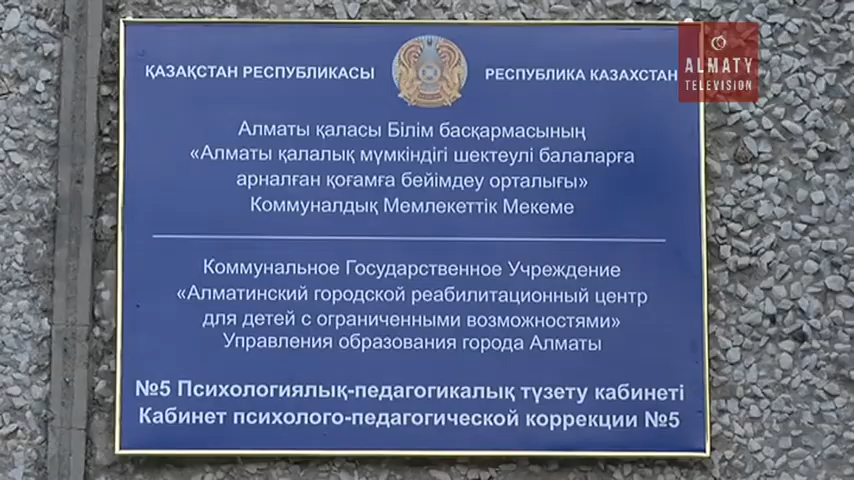 ҚАЗАҚСТАН РЕСПУБЛИКАСЫ
РЕСПУБЛИКА КАЗАХСТАН
ALMATY
TELEVISION
Алматы қаласы Білім басқармасының
«Алматы қалалық мүмкіндігі шектеулі балаларға
арналған қоғамға бейімдеу орталығы»
Коммуналдық Мемлекеттік Мекеме
Коммунальное Государственное Учреждение
«Алматинский городской реабилитационный центр
для детей с ограниченными возможностями»
Управления образования города Алматы
№5 Психологиялық-педагогикалық түзету кабинеті
Кабинет психолого-педагогической коррекции №5